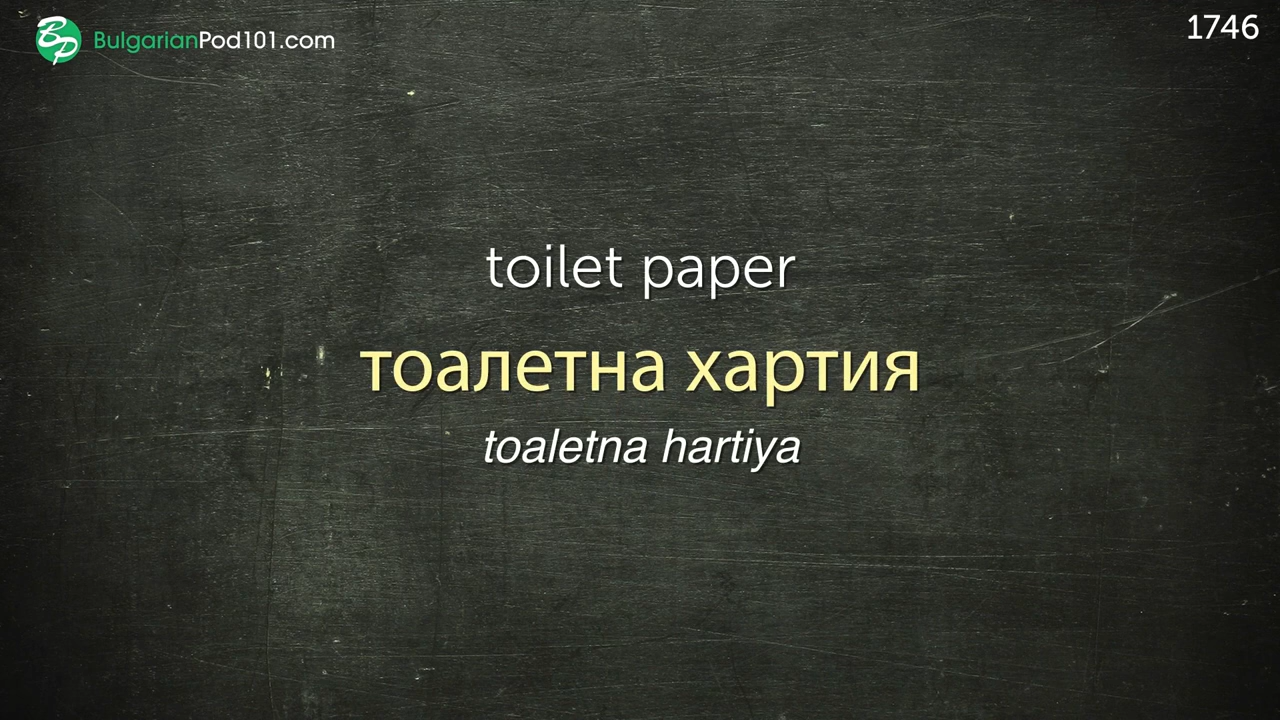 BulgarianPod101.com
1746
toilet paper
тоалетна хартия
toaletna hartiya